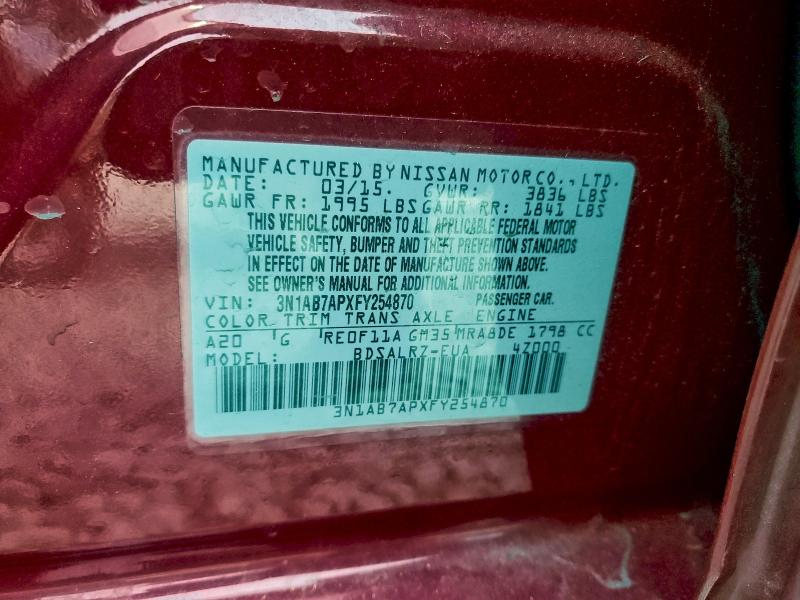 MANUFACTURED BY NISSAN MOTOR CO., LTD.
DATE: 03/15. GVWR: 3836 LBS
GAWR FR: 1995 LBS GAWR RR: 1841 LBS
THIS VEHICLE CONFORMS TO ALL APPLICABLE FEDERAL MOTOR
VEHICLE SAFETY, BUMPER AND THEFT PREVENTION STANDARDS
IN EFFECT ON THE DATE OF MANUFACTURE SHOWN ABOVE.
SEE OWNER'S MANUAL FOR ADDITIONAL INFORMATION.
VIN: 3N1AB7APXFY254870 PASSENGER CAR.
COLOR TRIM TRANS AXLE ENGINE
A20 G RE0F11A GM35 MRA8DE 1798 CC
MODEL: BDSALRZ-EUA 4Z000
3N1AB7APXFY254870